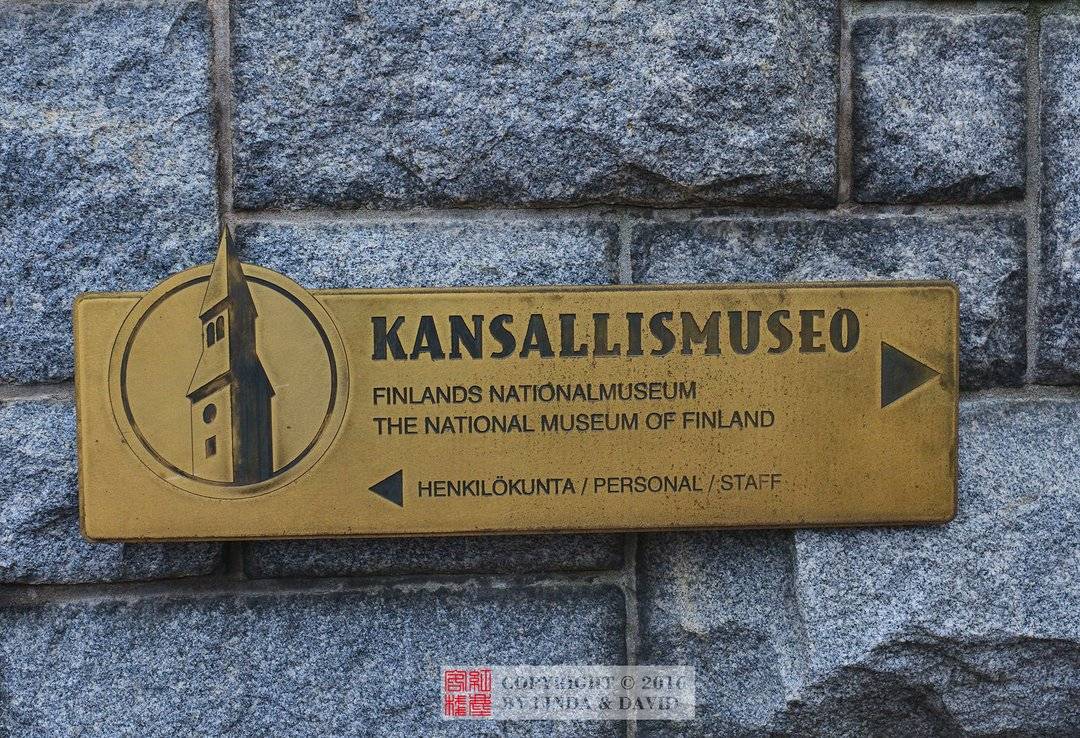 KANSALLISMUSEO
FINLANDS NATIONALMUSEUM
THE NATIONAL MUSEUM OF FINLAND
HENKILÖKUNTA / PERSONAL / STAFF
COPYRIGHT © 2016
BY LINDA & DAVID